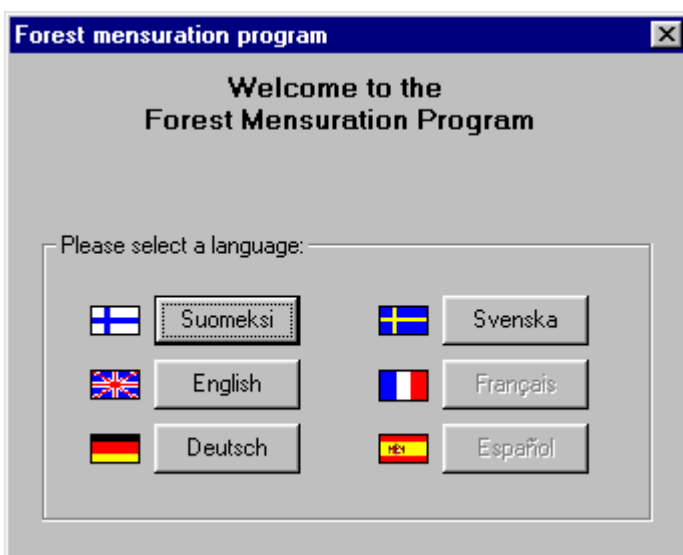 Forest mensuration program
Welcome to the
Forest Mensuration Program
Please select a language:
Suomeksi
Svenska
English
Français
Deutsch
Español